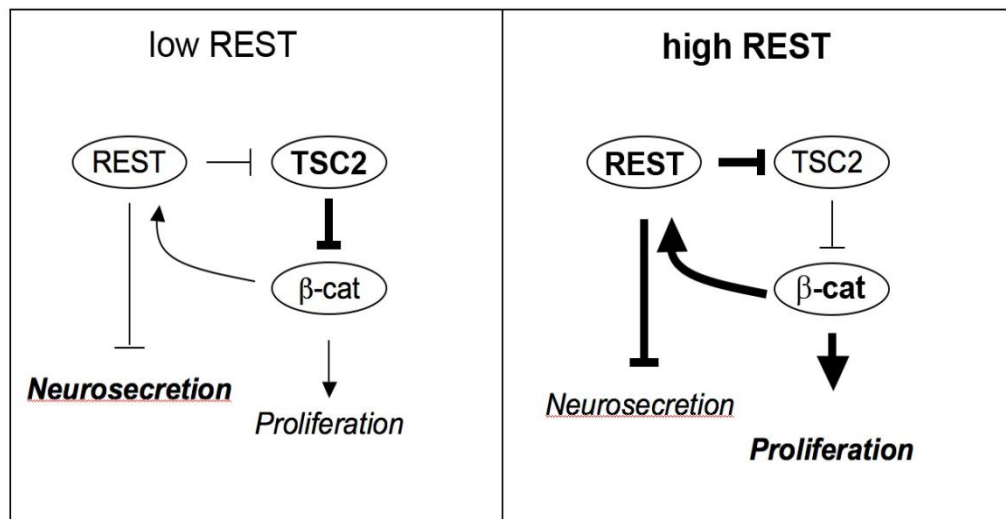 low REST
REST
TSC2
β-cat
Neurosecretion
Proliferation
high REST
REST
TSC2
β-cat
Neurosecretion
Proliferation